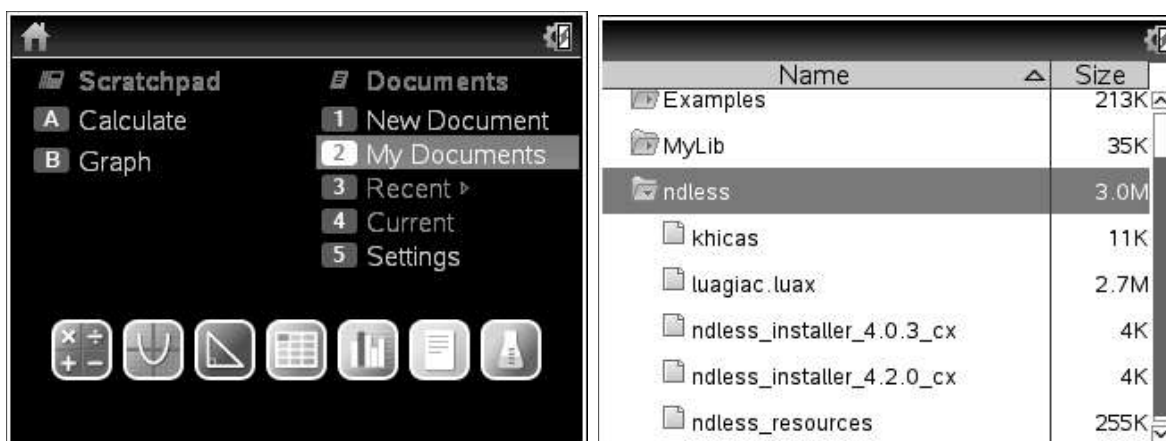 Scratchpad
A Calculate
B Graph
Documents
1 New Document
2 My Documents
3 Recent ▹
4 Current
5 Settings
Name Size
Examples 213K
MyLib 35K
ndless 3.0M
khicas 11K
luagiac.luax 2.7M
ndless_installer_4.0.3_cx 4K
ndless_installer_4.2.0_cx 4K
ndless_resources 255K